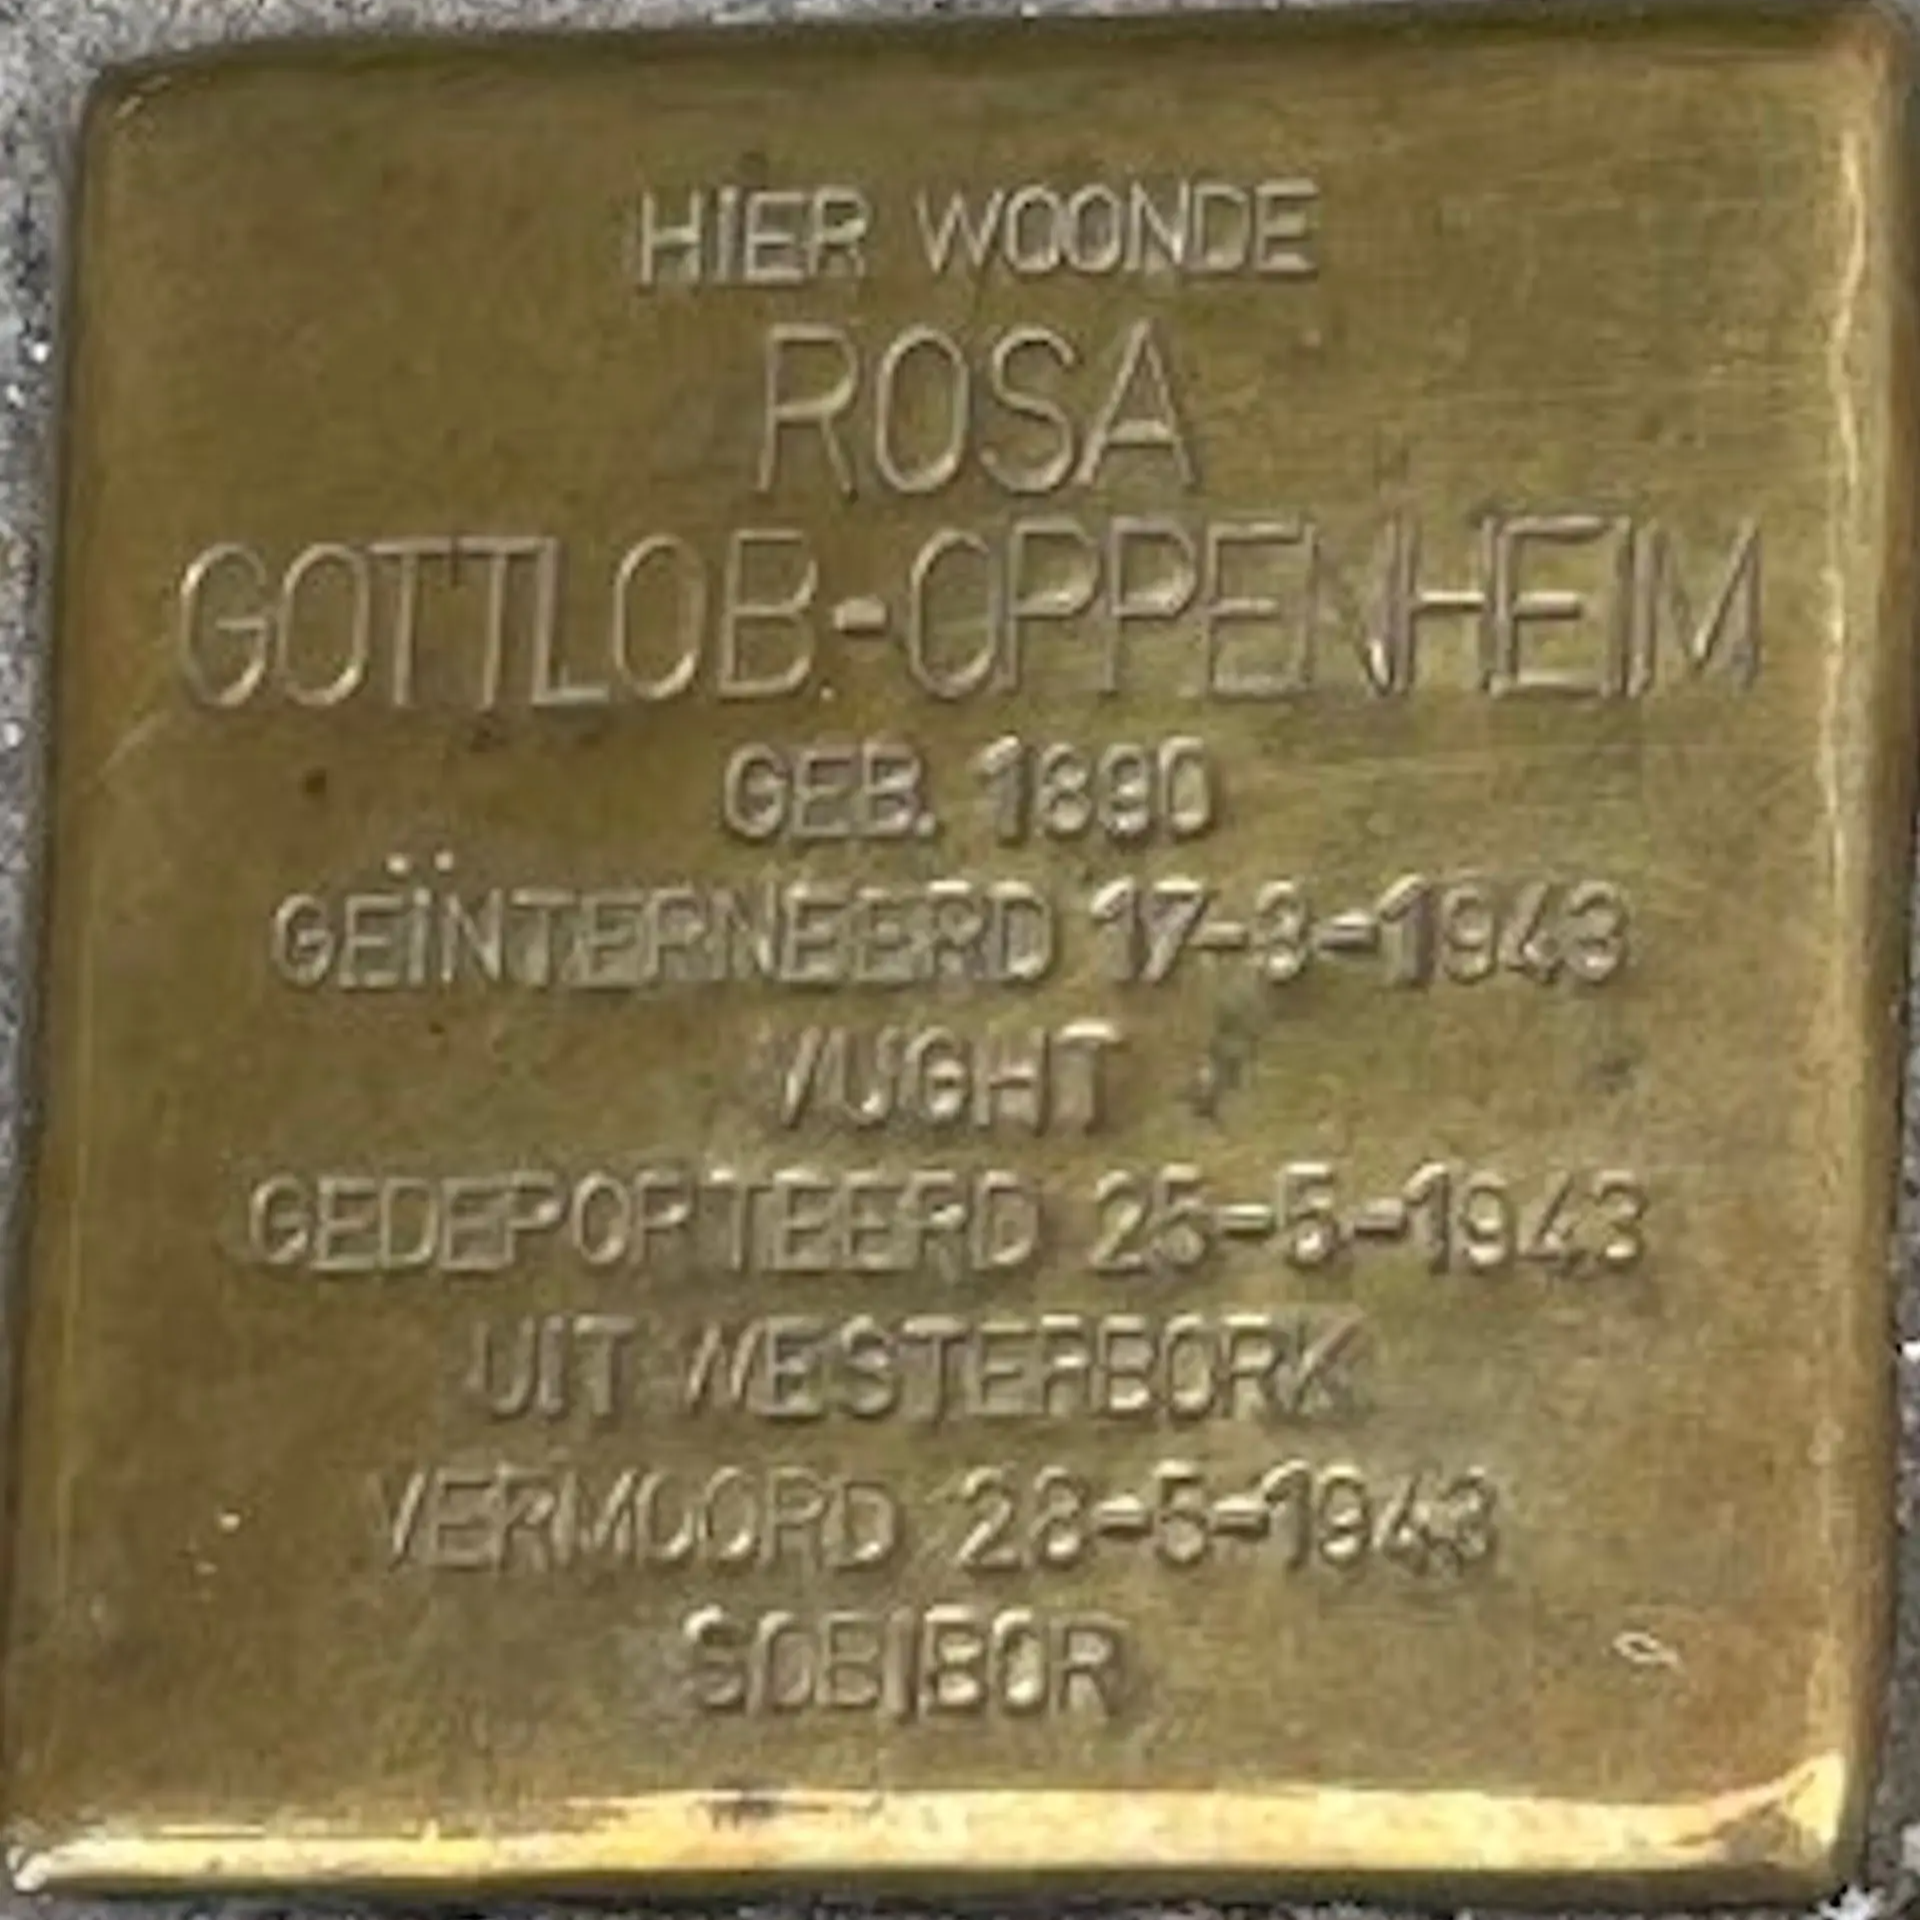 HIER WOONDE
ROSA
GOTTLOB-OPPENHEIM
GEB. 1890
GEÏNTERNEERD 17-3-1943
VUGHT
GEDEPORTEERD 25-5-1943
UIT WESTERBORK
VERMOORD 28-5-1943
SOBIBOR